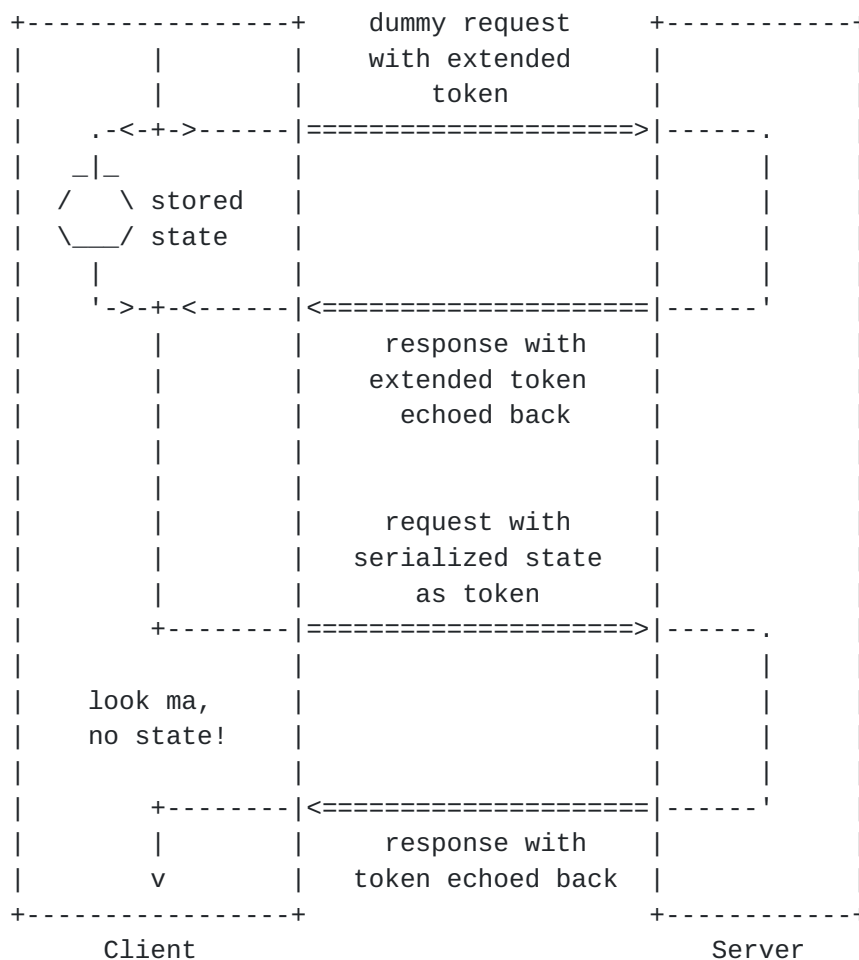 dummy request
with extended
token
stored
state
response with
extended token
echoed back
request with
serialized state
as token
look ma,
no state!
response with
v
token echoed back
Client
Server